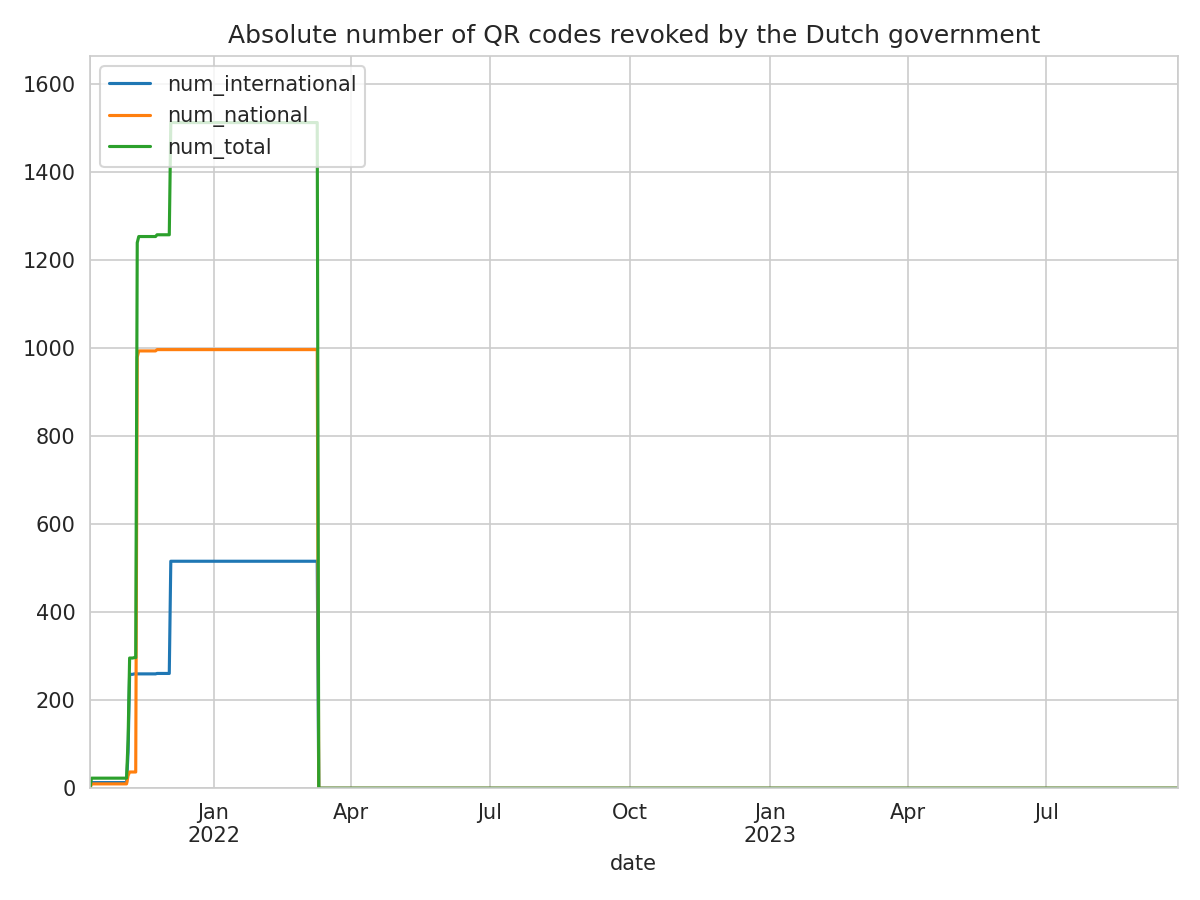 Absolute number of QR codes revoked by the Dutch government
num_international
num_national
num_total
1600
1400
1200
1000
800
600
400
200
0
Jan Apr Jul Oct Jan Apr Jul
2022 2023
date